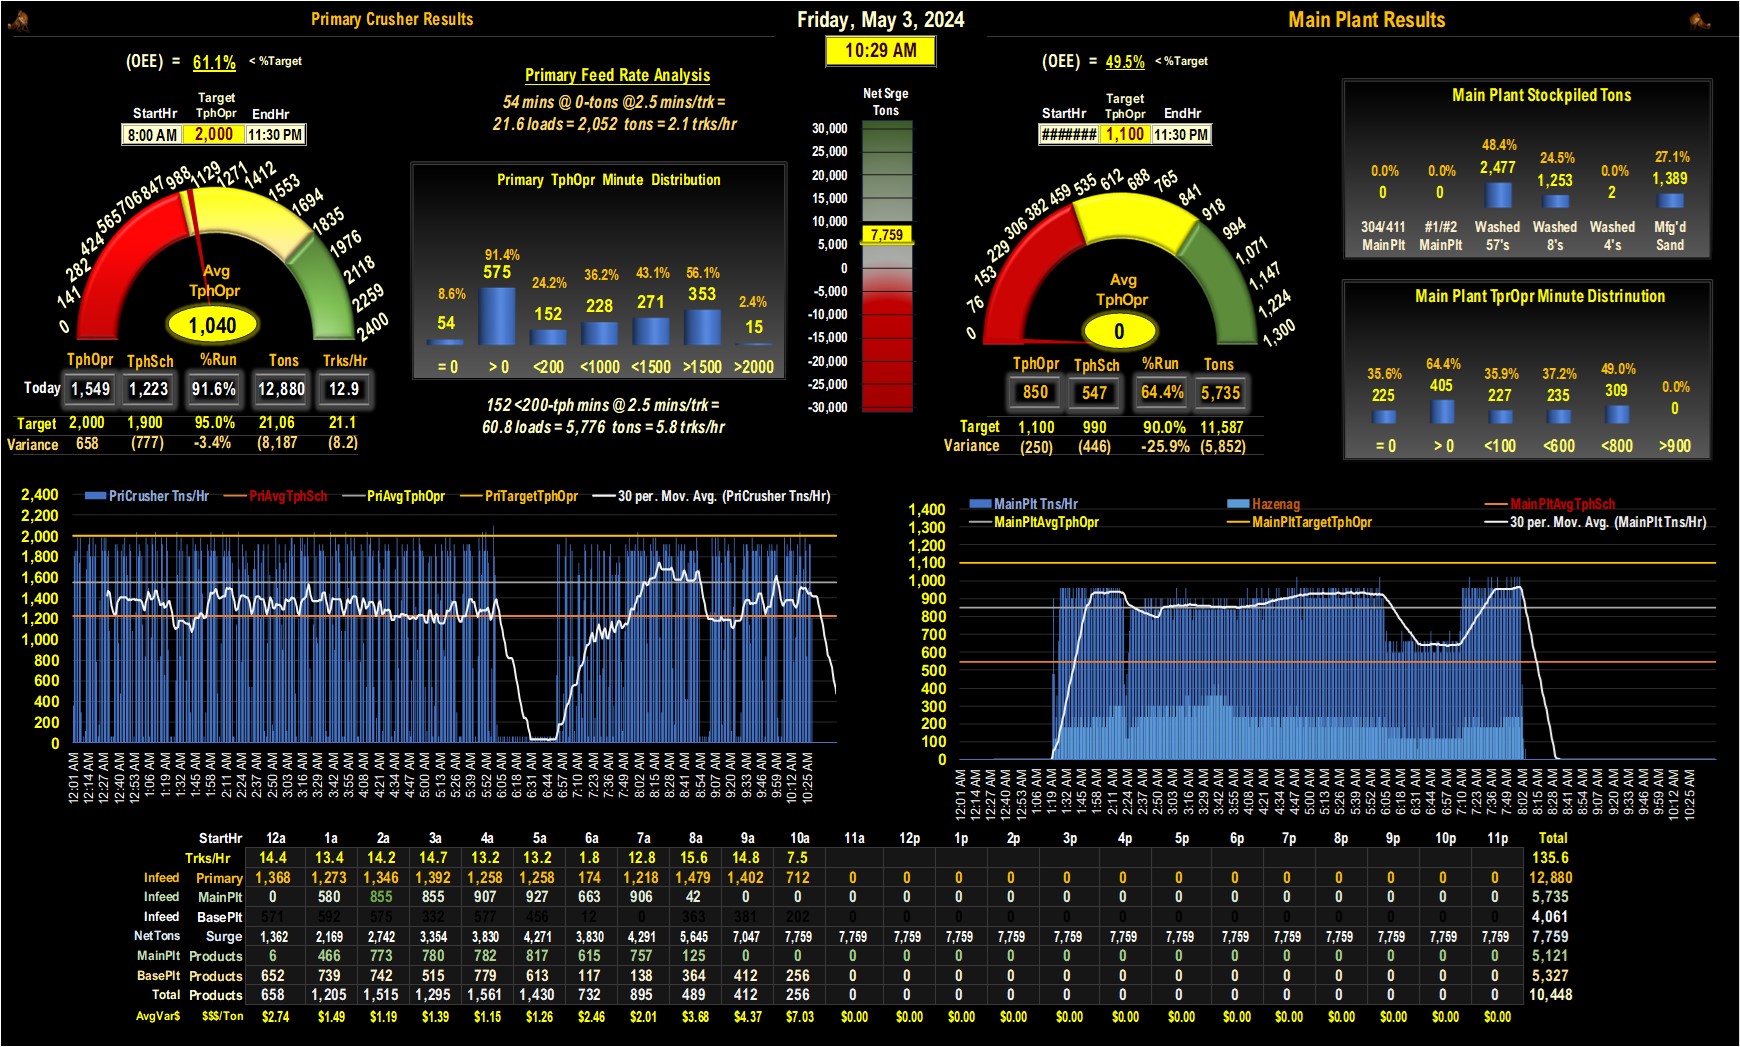 Primary Crusher Results
Friday, May 3, 2024
Main Plant Results
10:29 AM
(OEE) = 61.1% < %Target
StartHr Target TphOpr EndHr
8:00 AM 2,000 11:30 PM
Primary Feed Rate Analysis
54 mins @ 0-tons @2.5 mins/trk =
21.6 loads = 2,052 tons = 2.1 trks/hr
0 141 282 424 565 706 847 988 1129 1271 1412 1553 1694 1835 1976 2118 2259 2400
Avg
TphOpr
1,040
TphOpr TphSch %Run Tons Trks/Hr
Today 1,549 1,223 91.6% 12,880 12.9
Target 2,000 1,900 95.0% 21,06 21.1
Variance 658 (777) -3.4% (8,187 (8.2)
Primary TphOpr Minute Distribution
8.6% 91.4% 24.2% 36.2% 43.1% 56.1% 2.4%
54 575 152 228 271 353 15
= 0 > 0 <200 <1000 <1500 >1500 >2000
152 <200-tph mins @ 2.5 mins/trk =
60.8 loads = 5,776 tons = 5.8 trks/hr
Net Srge
Tons
30,000
25,000
20,000
15,000
10,000
7,759
5,000
0
-5,000
-10,000
-15,000
-20,000
-25,000
-30,000
(OEE) = 49.5% < %Target
StartHr Target TphOpr EndHr
####### 1,100 11:30 PM
0 76 153 229 306 382 459 535 612 688 765 841 918 994 1,071 1,147 1,224 1,300
Avg
TphOpr
0
TphOpr TphSch %Run Tons
850 547 64.4% 5,735
Target 1,100 990 90.0% 11,587
Variance (250) (446) -25.9% (5,852)
Main Plant Stockpiled Tons
0.0% 0.0% 48.4% 24.5% 0.0% 27.1%
0 0 2,477 1,253 2 1,389
304/411 #1/#2 Washed Washed Washed Mfg'd
MainPlt MainPlt 57's 8's 4's Sand
Main Plant TprOpr Minute Distrinution
35.6% 64.4% 35.9% 37.2% 49.0% 0.0%
225 405 227 235 309 0
= 0 > 0 <100 <600 <800 >900
PriCrusher Tns/Hr PriAvgTphSch PriAvgTphOpr PriTargetTphOpr 30 per. Mov. Avg. (PriCrusher Tns/Hr)
2,400
2,200
2,000
1,800
1,600
1,400
1,200
1,000
800
600
400
200
0
12:01 AM 12:14 AM 12:27 AM 12:40 AM 12:53 AM 1:06 AM 1:19 AM 1:32 AM 1:45 AM 1:58 AM 2:11 AM 2:24 AM 2:37 AM 2:50 AM 3:03 AM 3:16 AM 3:29 AM 3:42 AM 3:55 AM 4:08 AM 4:21 AM 4:34 AM 4:47 AM 5:00 AM 5:13 AM 5:26 AM 5:39 AM 5:52 AM 6:05 AM 6:18 AM 6:31 AM 6:44 AM 6:57 AM 7:10 AM 7:23 AM 7:36 AM 7:49 AM 8:02 AM 8:15 AM 8:28 AM 8:41 AM 8:54 AM 9:07 AM 9:20 AM 9:33 AM 9:46 AM 9:59 AM 10:12 AM 10:25 AM
MainPlt Tns/Hr Hazenag MainPltAvgTphSch
MainPltAvgTphOpr MainPltTargetTphOpr 30 per. Mov. Avg. (MainPlt Tns/Hr)
1,400
1,300
1,200
1,100
1,000
900
800
700
600
500
400
300
200
100
0
12:01 AM 12:14 AM 12:27 AM 12:40 AM 12:53 AM 1:06 AM 1:19 AM 1:32 AM 1:45 AM 1:58 AM 2:11 AM 2:24 AM 2:37 AM 2:50 AM 3:03 AM 3:16 AM 3:29 AM 3:42 AM 3:55 AM 4:08 AM 4:21 AM 4:34 AM 4:47 AM 5:00 AM 5:13 AM 5:26 AM 5:39 AM 5:52 AM 6:05 AM 6:18 AM 6:31 AM 6:44 AM 6:57 AM 7:10 AM 7:23 AM 7:36 AM 7:49 AM 8:02 AM 8:15 AM 8:28 AM 8:41 AM 8:54 AM 9:07 AM 9:20 AM 9:33 AM 9:46 AM 9:59 AM 10:12 AM 10:25 AM
StartHr 12a 1a 2a 3a 4a 5a 6a 7a 8a 9a 10a 11a 12p 1p 2p 3p 4p 5p 6p 7p 8p 9p 10p 11p Total
Trks/Hr 14.4 13.4 14.2 14.7 13.2 13.2 1.8 12.8 15.6 14.8 7.5 135.6
Infeed Primary 1,368 1,273 1,346 1,392 1,258 1,258 174 1,218 1,479 1,402 712 0 0 0 0 0 0 0 0 0 0 0 0 0 12,880
Infeed MainPlt 0 580 855 855 907 927 663 906 42 0 0 0 0 0 0 0 0 0 0 0 0 0 0 0 5,735
Infeed BasePlt 571 592 575 332 577 456 12 0 363 381 202 0 0 0 0 0 0 0 0 0 0 0 0 0 4,061
NetTons Surge 1,362 2,169 2,742 3,354 3,830 4,271 3,830 4,291 5,645 7,047 7,759 7,759 7,759 7,759 7,759 7,759 7,759 7,759 7,759 7,759 7,759 7,759 7,759 7,759 7,759
MainPlt Products 6 466 773 780 782 817 615 757 125 0 0 0 0 0 0 0 0 0 0 0 0 0 0 0 5,121
BasePlt Products 652 739 742 515 779 613 117 138 364 412 256 0 0 0 0 0 0 0 0 0 0 0 0 0 5,327
Total Products 658 1,205 1,515 1,295 1,561 1,430 732 895 489 412 256 0 0 0 0 0 0 0 0 0 0 0 0 0 10,448
AvgVar$ $$$/Ton $2.74 $1.49 $1.19 $1.39 $1.15 $1.26 $2.46 $2.01 $3.68 $4.37 $7.03 $0.00 $0.00 $0.00 $0.00 $0.00 $0.00 $0.00 $0.00 $0.00 $0.00 $0.00 $0.00 $0.00